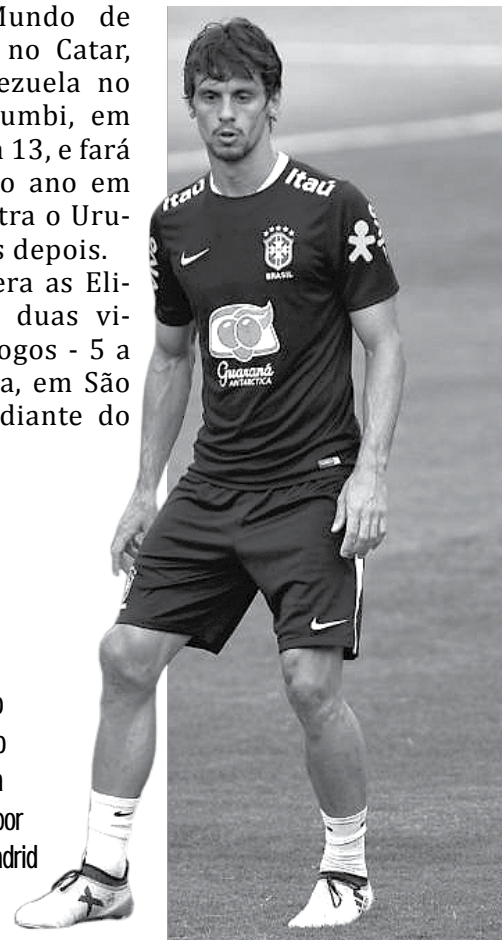 Mundo de
no Catar,
ezuela no
umbi, em
13, e fará
o ano em
tra o Uru-
s depois.
era as Eli-
duas vi-
ogos - 5 a
a, em São
diante do
por
adrid
Itaú
Itaú
vivo
BRASIL
Guaraná
ANTARCTICA